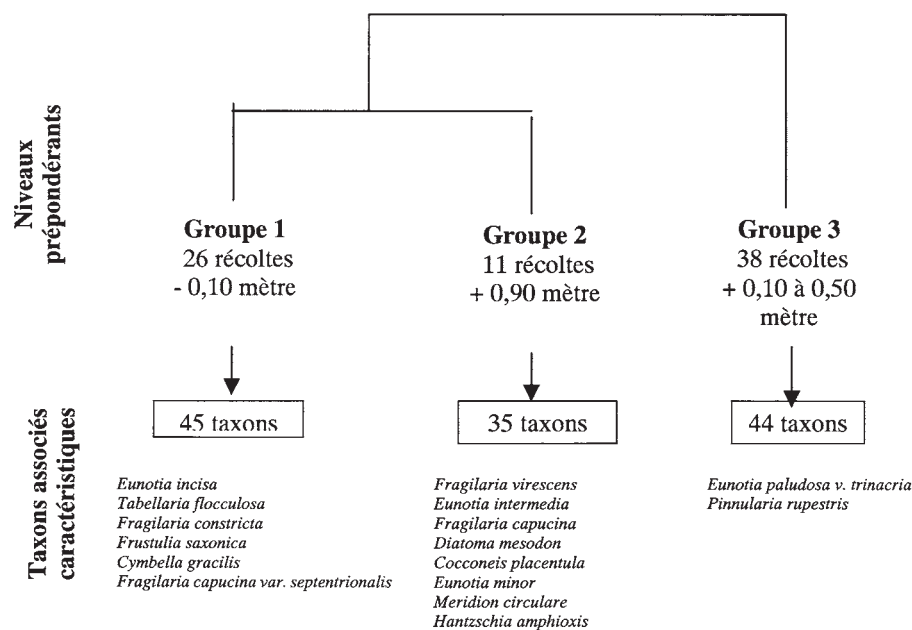 Niveaux
prépondérants
Groupe 1
26 récoltes
- 0,10 mètre
Groupe 2
11 récoltes
+ 0,90 mètre
Groupe 3
38 récoltes
+ 0,10 à 0,50
mètre
Taxons associés
caractéristiques
45 taxons
35 taxons
44 taxons
Eunotia incisa
Tabellaria flocculosa
Fragilaria constricta
Frustulia saxonica
Cymbella gracilis
Fragilaria capucina var. septentrionalis
Fragilaria virescens
Eunotia intermedia
Fragilaria capucina
Diatoma mesodon
Cocconeis placentula
Eunotia minor
Meridion circulare
Hantzschia amphioxis
Eunotia paludosa v. trinacria
Pinnularia rupestris